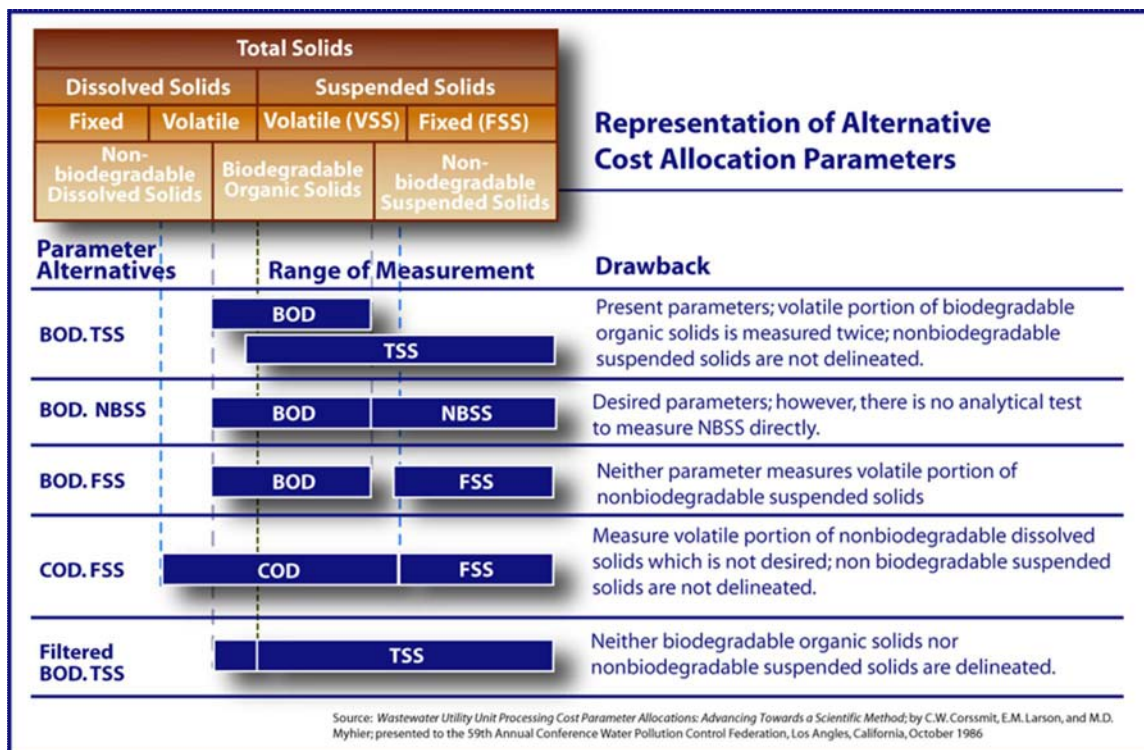 Total Solids
Dissolved Solids
Suspended Solids
Fixed
Volatile
Volatile (VSS)
Fixed (FSS)
Non-
biodegradable
Dissolved Solids
Biodegradable
Organic Solids
Non-
biodegradable
Suspended Solids
Representation of Alternative
Cost Allocation Parameters
Parameter
Alternatives
Range of Measurement
Drawback
BOD. TSS
BOD
TSS
Present parameters; volatile portion of biodegradable
organic solids is measured twice; nonbiodegradable
suspended solids are not delineated.
BOD. NBSS
BOD
NBSS
Desired parameters; however, there is no analytical test
to measure NBSS directly.
BOD. FSS
BOD
FSS
Neither parameter measures volatile portion of
nonbiodegradable suspended solids
COD. FSS
COD
FSS
Measure volatile portion of nonbiodegradable dissolved
solids which is not desired; non biodegradable suspended
solids are not delineated.
Filtered
BOD. TSS
TSS
Neither biodegradable organic solids nor
nonbiodegradable suspended solids are delineated.
Source: Wastewater Utility Unit Processing Cost Parameter Allocations: Advancing Towards a Scientific Method; by C.W. Corssmit, E.M. Larson, and M.D.
Myhier; presented to the 59th Annual Conference Water Pollution Control Federation, Los Angles, California, October 1986